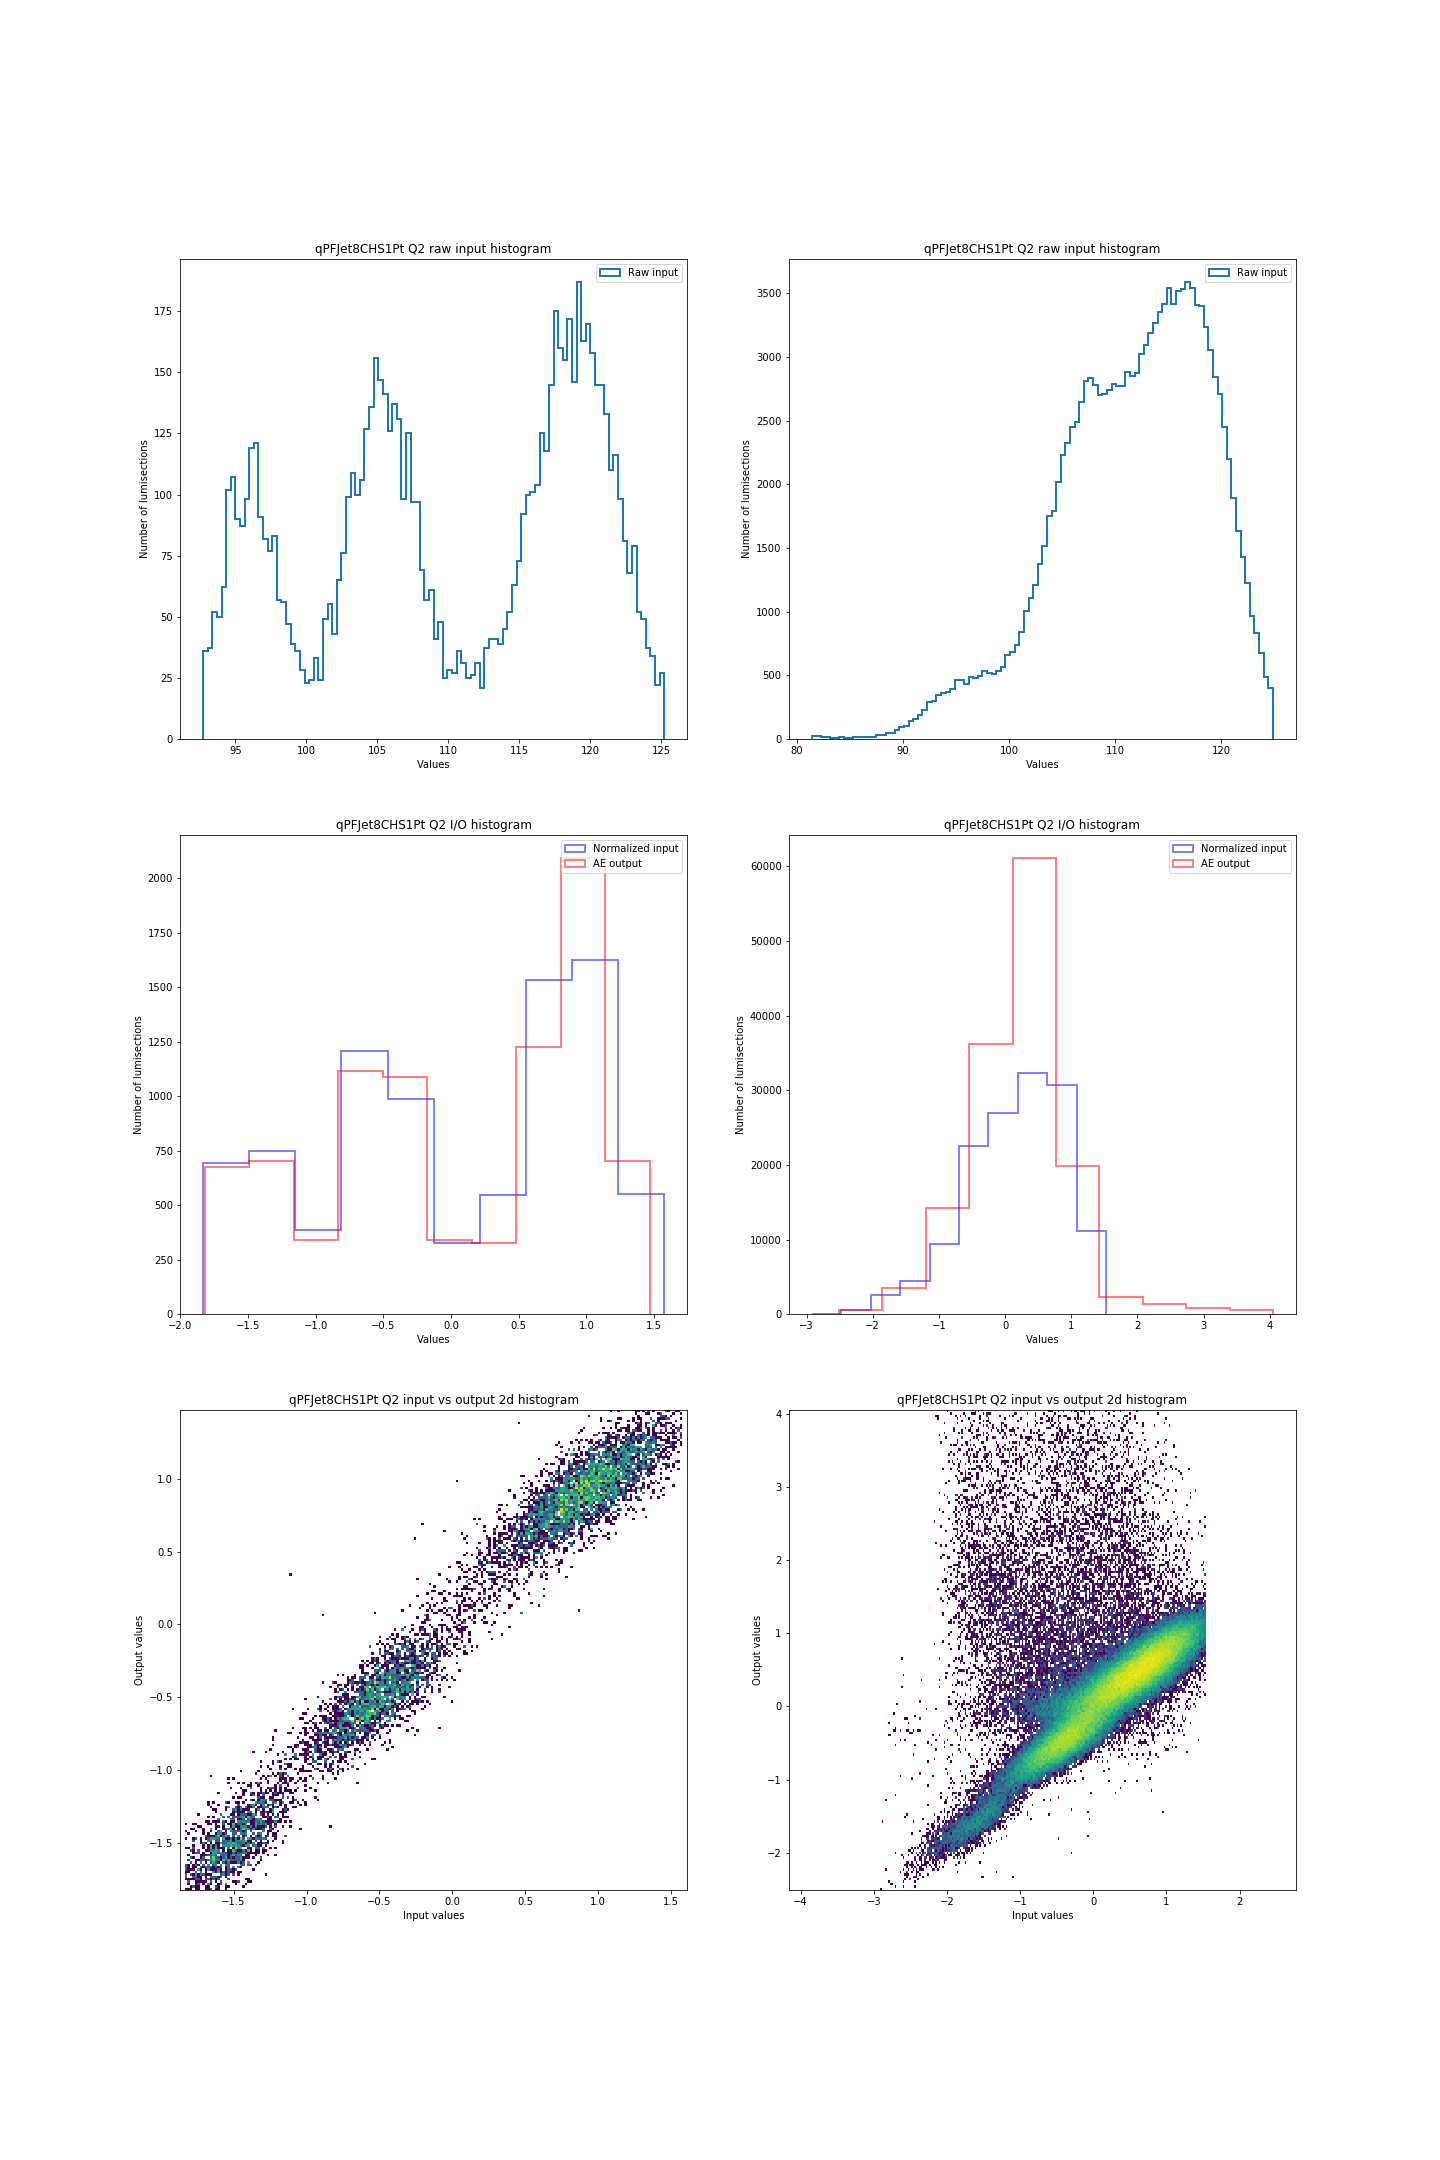 qPFJet8CHS1Pt Q2 raw input histogram
Raw input
Number of lumisections
175
150
125
100
75
50
25
0
95 100 105 110 115 120 125
Values
qPFJet8CHS1Pt Q2 raw input histogram
Raw input
Number of lumisections
3500
3000
2500
2000
1500
1000
500
0
80 90 100 110 120
Values
qPFJet8CHS1Pt Q2 I/O histogram
Normalized input
AE output
Number of lumisections
2000
1750
1500
1250
1000
750
500
250
0
−2.0 −1.5 −1.0 −0.5 0.0 0.5 1.0 1.5
Values
qPFJet8CHS1Pt Q2 I/O histogram
Normalized input
AE output
Number of lumisections
60000
50000
40000
30000
20000
10000
0
−3 −2 −1 0 1 2 3 4
Values
qPFJet8CHS1Pt Q2 input vs output 2d histogram
Output values
1.0
0.5
0.0
−0.5
−1.0
−1.5
−1.5 −1.0 −0.5 0.0 0.5 1.0 1.5
Input values
qPFJet8CHS1Pt Q2 input vs output 2d histogram
Output values
4
3
2
1
0
−1
−2
−4 −3 −2 −1 0 1 2
Input values